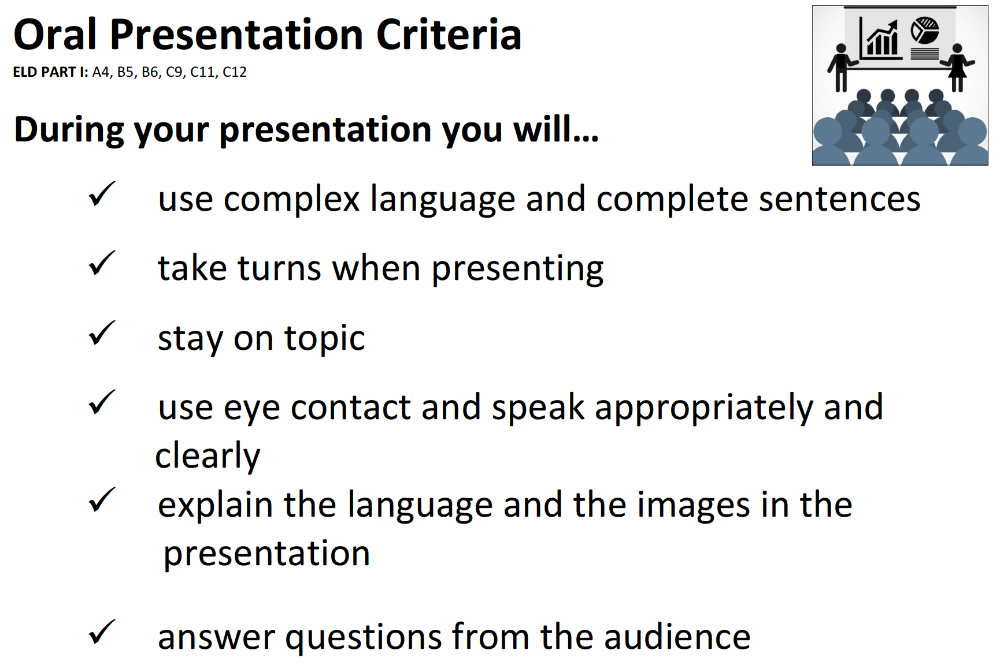 Oral Presentation Criteria
ELD PART I: A4, B5, B6, C9, C11, C12
During your presentation you will…
✓ use complex language and complete sentences
✓ take turns when presenting
✓ stay on topic
✓ use eye contact and speak appropriately and
clearly
✓ explain the language and the images in the
presentation
✓ answer questions from the audience